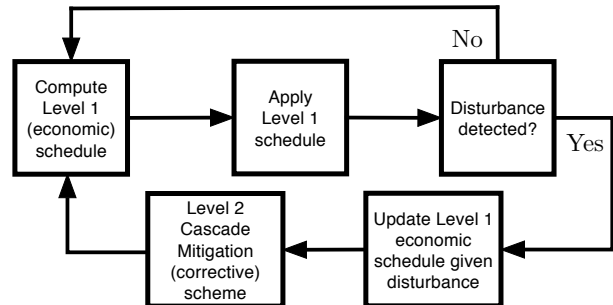 No
Compute
Level 1
(economic)
schedule
Apply
Level 1
schedule
Disturbance
detected?
Yes
Level 2
Cascade
Mitigation
(corrective)
scheme
Update Level 1
economic
schedule given
disturbance